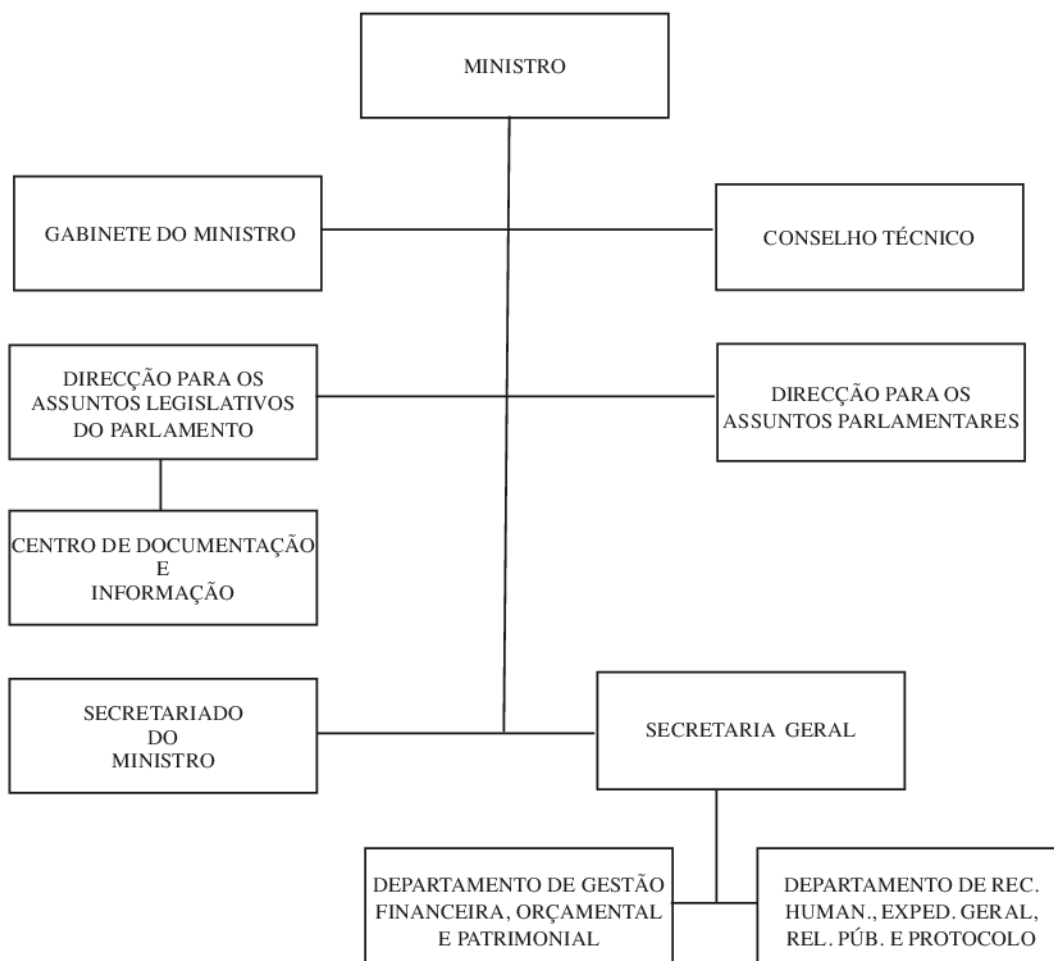 MINISTRO
GABINETE DO MINISTRO
CONSELHO TÉCNICO
DIRECÇÃO PARA OS
ASSUNTOS LEGISLATIVOS
DO PARLAMENTO
DIRECÇÃO PARA OS
ASSUNTOS PARLAMENTARES
CENTRO DE DOCUMENTAÇÃO
E
INFORMAÇÃO
SECRETARIADO
DO
MINISTRO
SECRETARIA GERAL
DEPARTAMENTO DE GESTÃO
FINANCEIRA, ORÇAMENTAL
E PATRIMONIAL
DEPARTAMENTO DE REC.
HUMAN., EXPED. GERAL,
REL. PÚB. E PROTOCOLO